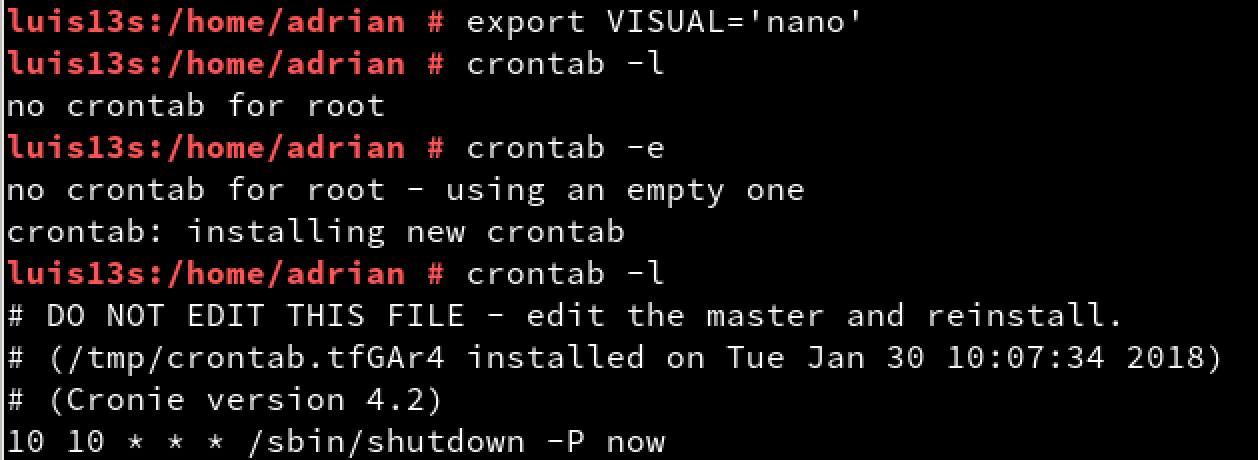 luis13s:/home/adrian # export VISUAL='nano'
luis13s:/home/adrian # crontab -l
no crontab for root
luis13s:/home/adrian # crontab -e
no crontab for root - using an empty one
crontab: installing new crontab
luis13s:/home/adrian # crontab -l
# DO NOT EDIT THIS FILE - edit the master and reinstall.
# (/tmp/crontab.tfGAr4 installed on Tue Jan 30 10:07:34 2018)
# (Cronie version 4.2)
10 10 * * * /sbin/shutdown -P now